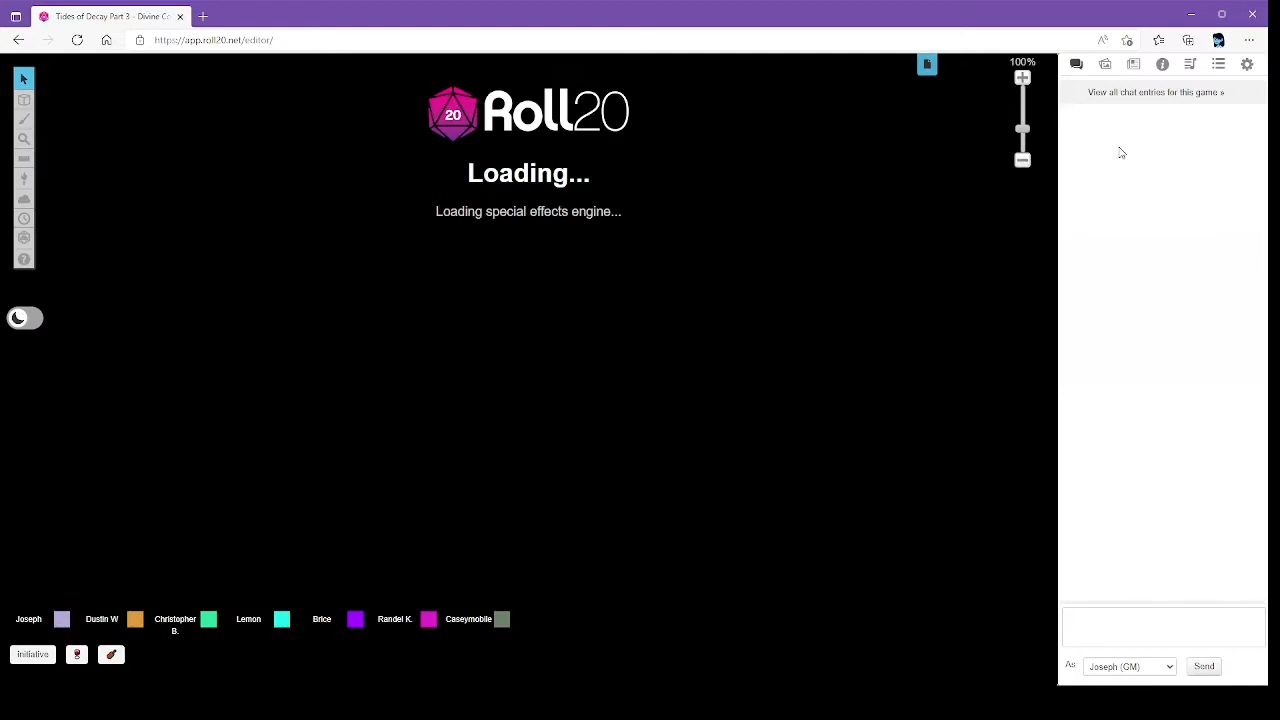 Tides of Decay Part 3 - Divine Co
https://app.roll20.net/editor/
100%
View all chat entries for this game »
20
Roll20
Loading...
Loading special effects engine...
Joseph
Dustin W
Christopher B.
Lemon
Brice
Randel K.
Caseymobile
initiative
As:
Joseph (GM)
Send